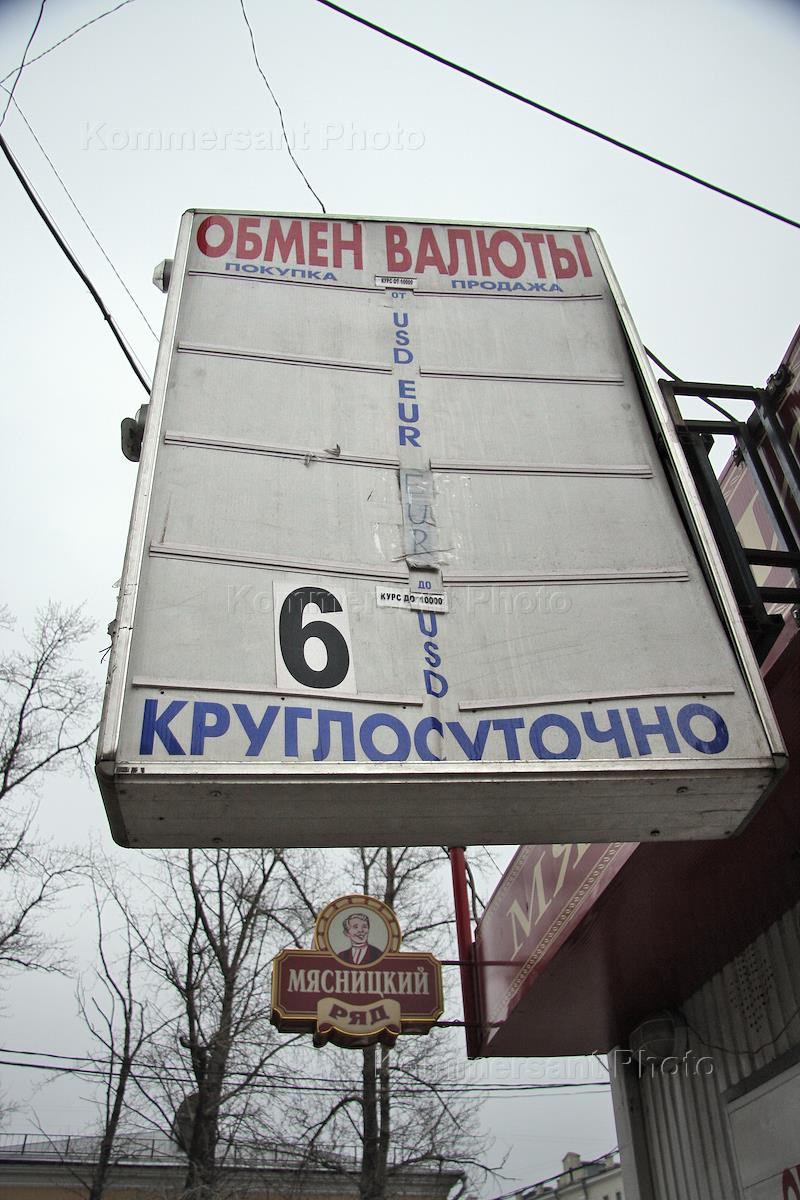 Kommersant Photo
ОБМЕН ВАЛЮТЫ
ПОКУПКА
ПРОДАЖА
КУРС ОТ 10000
ОТ
USD
EUR
EUR
ДО
КУРС ДО 10000
Kommersant Photo
6
USD
КРУГЛОСУТОЧНО
МЯ
МЯСНИЦКИЙ
РЯД
Kommersant Photo